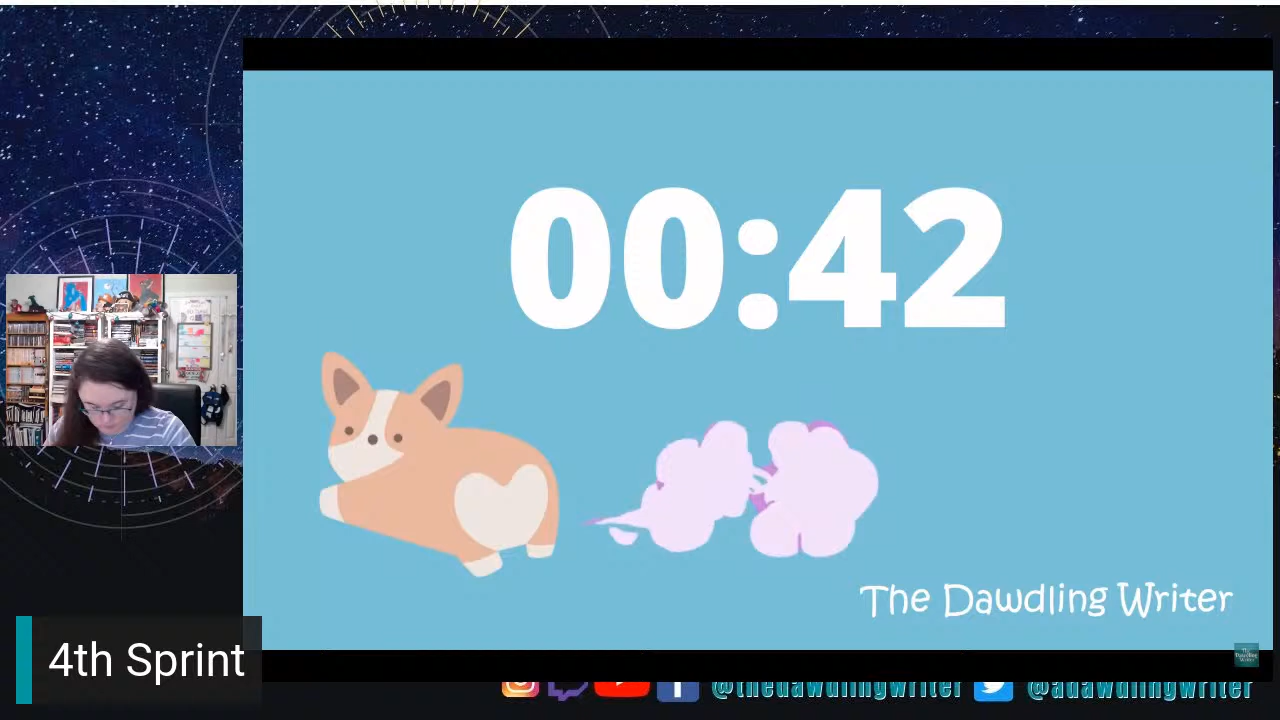 00:42
The Dawdling Writer
4th Sprint
@thedawdlingwriter
@adawdlingwriter